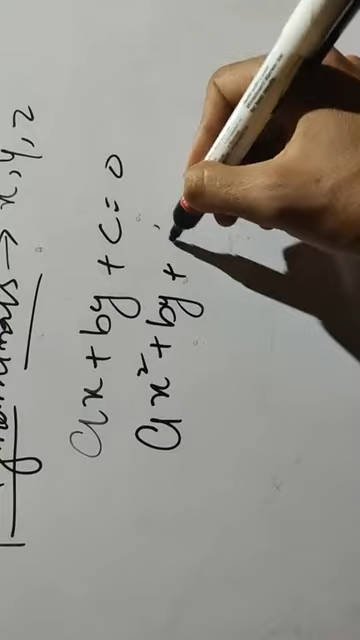 → x, y, z
ax + by + c = 0
ax² + by +